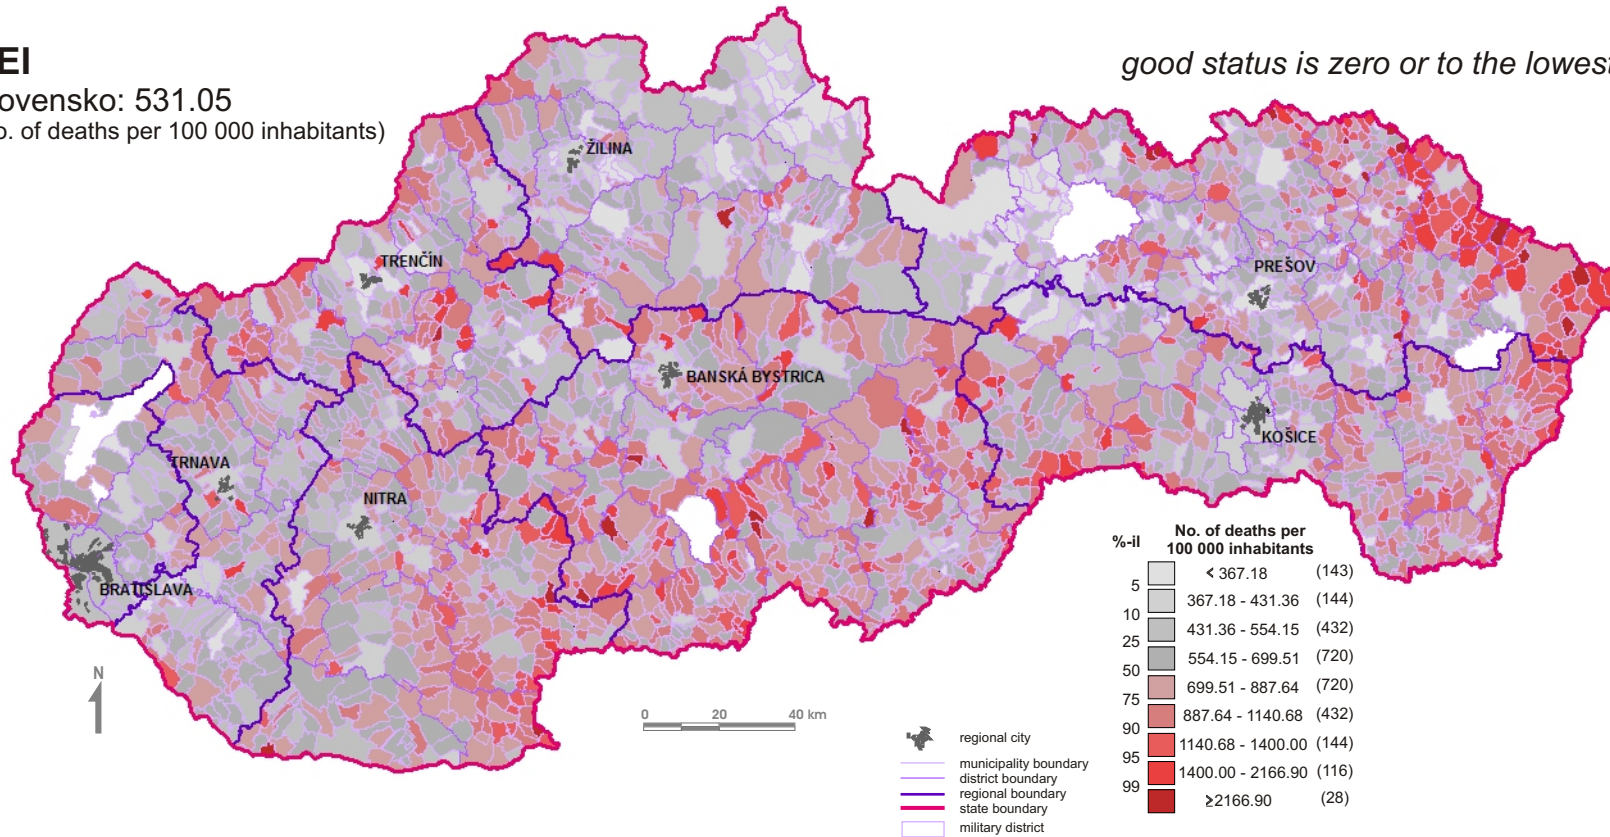 EI
good status is zero or to the lowest
ovensko: 531.05
o. of deaths per 100 000 inhabitants)
ŽILINA
TRENČÍN
PREŠOV
BANSKÁ BYSTRICA
KOŠICE
TRNAVA
NITRA
BRATISLAVA
N
0 20 40 km
regional city
municipality boundary
district boundary
regional boundary
state boundary
military district
%-il
No. of deaths per
100 000 inhabitants
< 367.18 (143)
5
367.18 - 431.36 (144)
10
431.36 - 554.15 (432)
25
554.15 - 699.51 (720)
50
699.51 - 887.64 (720)
75
887.64 - 1140.68 (432)
90
1140.68 - 1400.00 (144)
95
1400.00 - 2166.90 (116)
99
≥2166.90 (28)